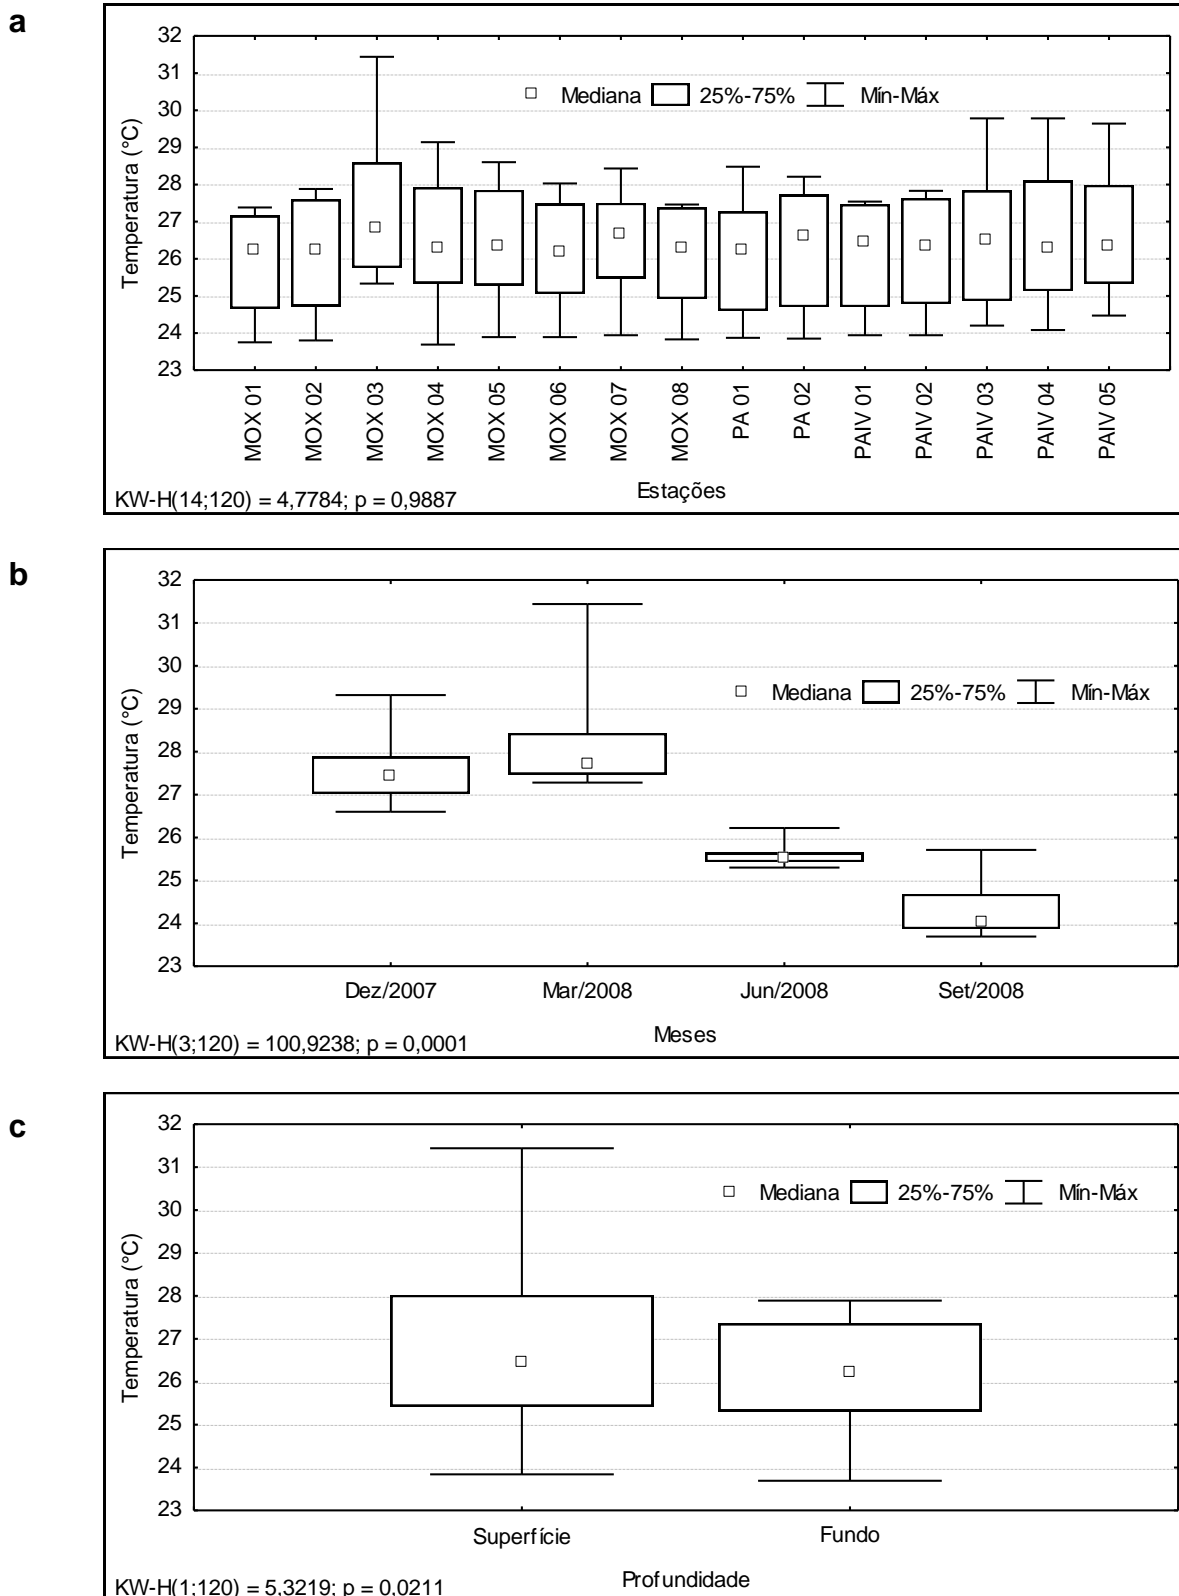 a
32
31
30
29
28
27
26
25
24
23
Temperatura (°C)
Mediana 25%-75% Mín-Máx
MOX 01
MOX 02
MOX 03
MOX 04
MOX 05
MOX 06
MOX 07
MOX 08
PA 01
PA 02
PAIV 01
PAIV 02
PAIV 03
PAIV 04
PAIV 05
Estações
KW-H(14;120) = 4,7784; p = 0,9887
b
32
31
30
29
28
27
26
25
24
23
Temperatura (°C)
Mediana 25%-75% Mín-Máx
Dez/2007 Mar/2008 Jun/2008 Set/2008
Meses
KW-H(3;120) = 100,9238; p = 0,0001
c
32
31
30
29
28
27
26
25
24
23
Temperatura (°C)
Mediana 25%-75% Mín-Máx
Superfície Fundo
Profundidade
KW-H(1;120) = 5,3219; p = 0,0211